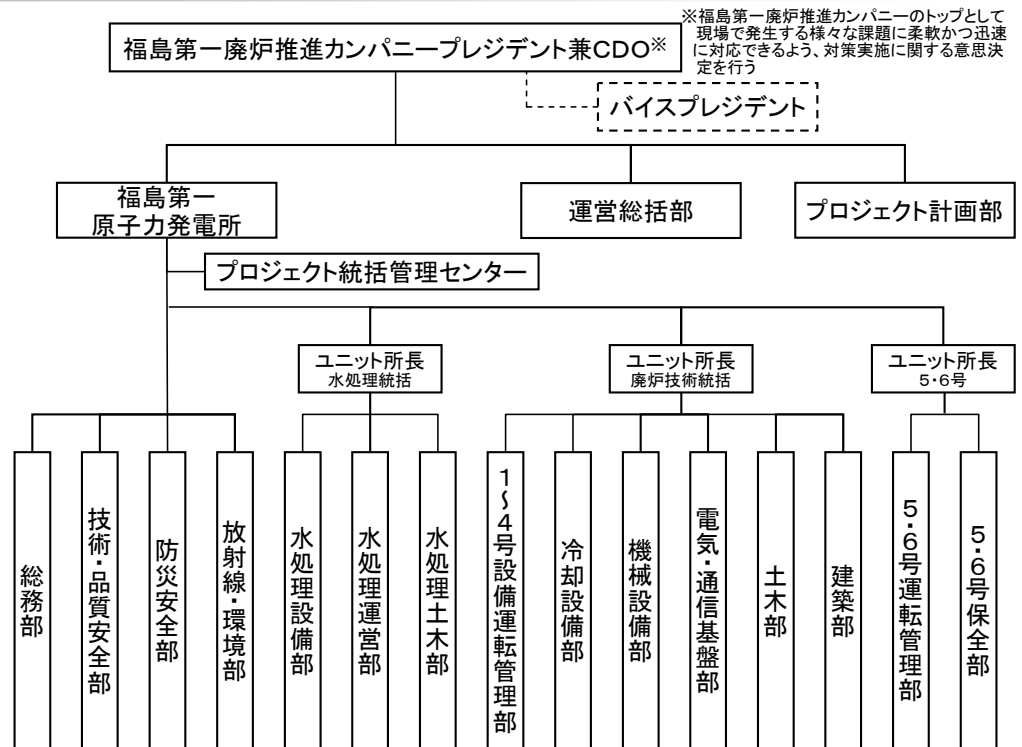 ※福島第一廃炉推進カンパニーのトップとして
現場で発生する様々な課題に柔軟かつ迅速
に対応できるよう、対策実施に関する意思決
定を行う
福島第一廃炉推進カンパニープレジデント兼CDO※
バイスプレジデント
福島第一
原子力発電所
運営総括部
プロジェクト計画部
プロジェクト統括管理センター
ユニット所長
水処理統括
ユニット所長
廃炉技術統括
ユニット所長
5・6号
総務部
技術・品質安全部
防災安全部
放射線・環境部
水処理設備部
水処理運営部
水処理土木部
1～4号設備運転管理部
冷却設備部
機械設備部
電気・通信基盤部
土木部
建築部
5・6号運転管理部
5・6号保全部